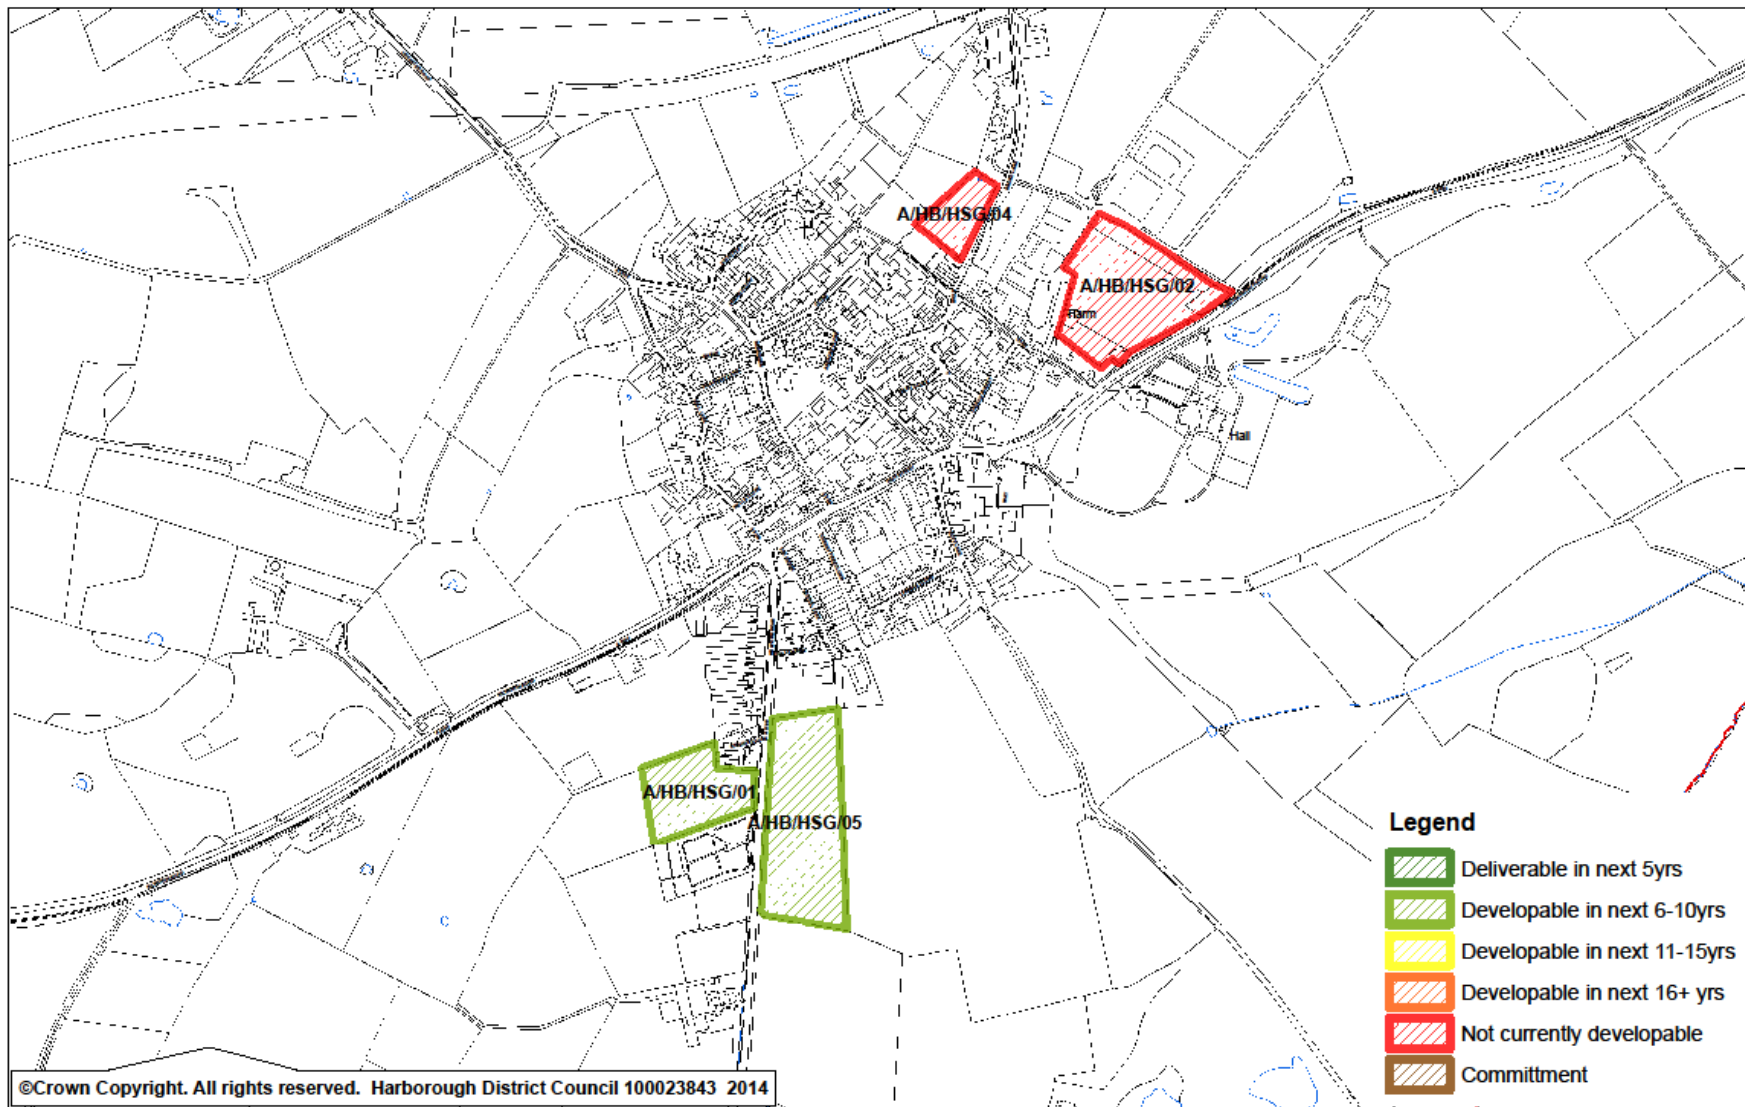 A/HB/HSG/04
A/HB/HSG/02
Farm
Hall
A/HB/HSG/01
A/HB/HSG/05
Legend
Deliverable in next 5yrs
Developable in next 6-10yrs
Developable in next 11-15yrs
Developable in next 16+ yrs
Not currently developable
Committment
©Crown Copyright. All rights reserved. Harborough District Council 100023843 2014